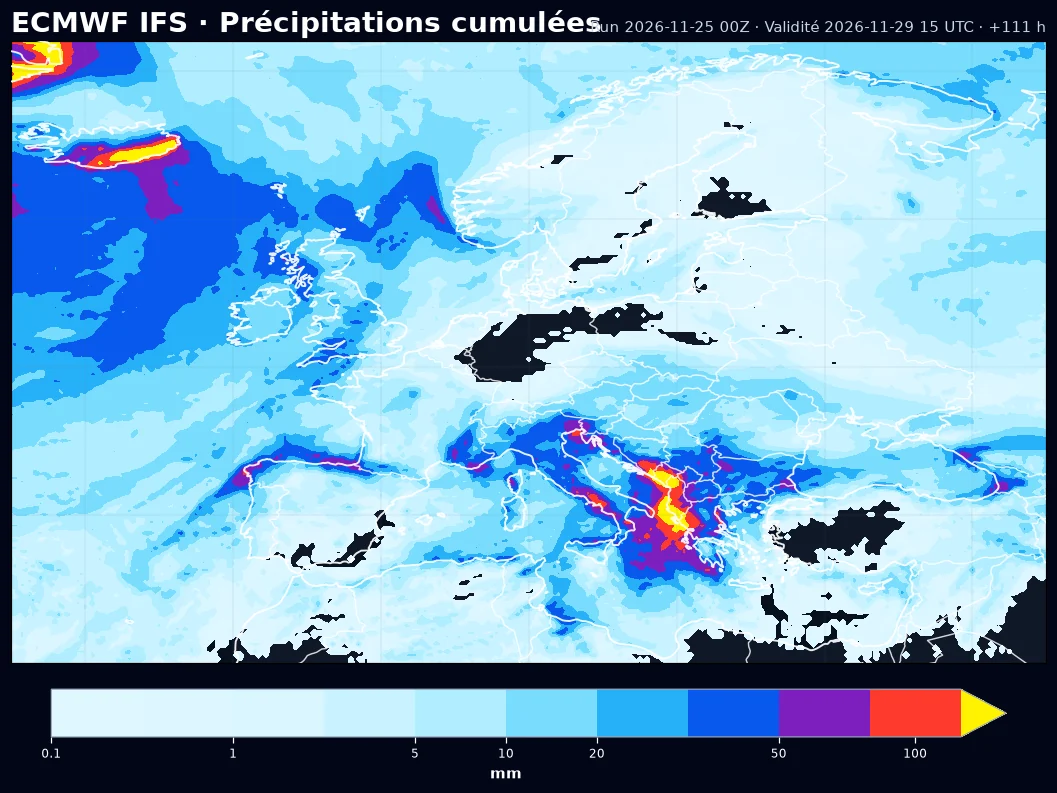 ECMWF IFS · Précipitations cumulées
Run 2026-11-25 00Z · Validité 2026-11-29 15 UTC · +111 h
0.1 1 5 10 20 50 100
mm